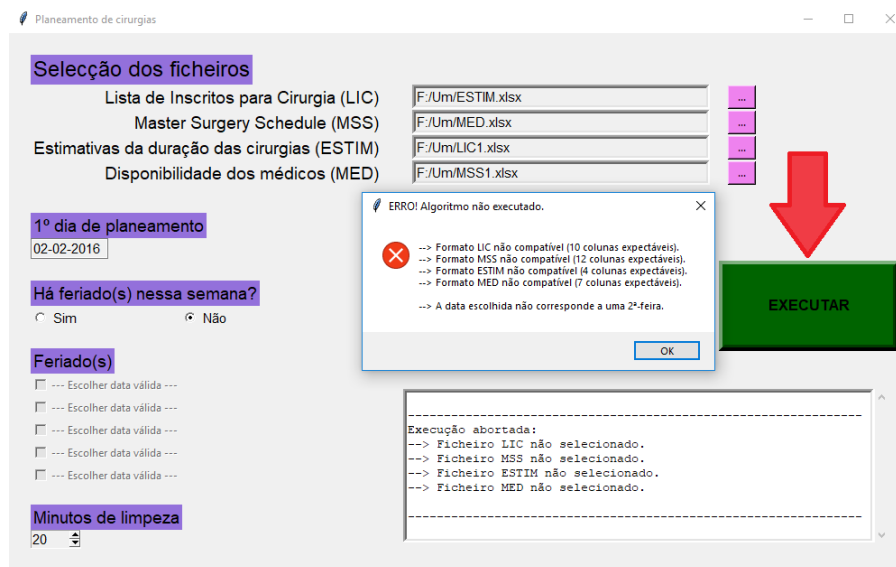 Planeamento de cirurgias
Selecção dos ficheiros
Lista de Inscritos para Cirurgia (LIC) F:/Um/ESTIM.xlsx ...
Master Surgery Schedule (MSS) F:/Um/MED.xlsx ...
Estimativas da duração das cirurgias (ESTIM) F:/Um/LIC1.xlsx ...
Disponibilidade dos médicos (MED) F:/Um/MSS1.xlsx ...
1º dia de planeamento
02-02-2016
Há feriado(s) nessa semana?
Sim Não
Feriado(s)
--- Escolher data válida ---
--- Escolher data válida ---
--- Escolher data válida ---
--- Escolher data válida ---
--- Escolher data válida ---
Minutos de limpeza
20
ERRO! Algoritmo não executado.
--> Formato LIC não compatível (10 colunas expectáveis).
--> Formato MSS não compatível (12 colunas expectáveis).
--> Formato ESTIM não compatível (4 colunas expectáveis).
--> Formato MED não compatível (7 colunas expectáveis).
--> A data escolhida não corresponde a uma 2ª-feira.
OK
EXECUTAR
----------------------------------------------------------------
Execução abortada:
--> Ficheiro LIC não selecionado.
--> Ficheiro MSS não selecionado.
--> Ficheiro ESTIM não selecionado.
--> Ficheiro MED não selecionado.
----------------------------------------------------------------